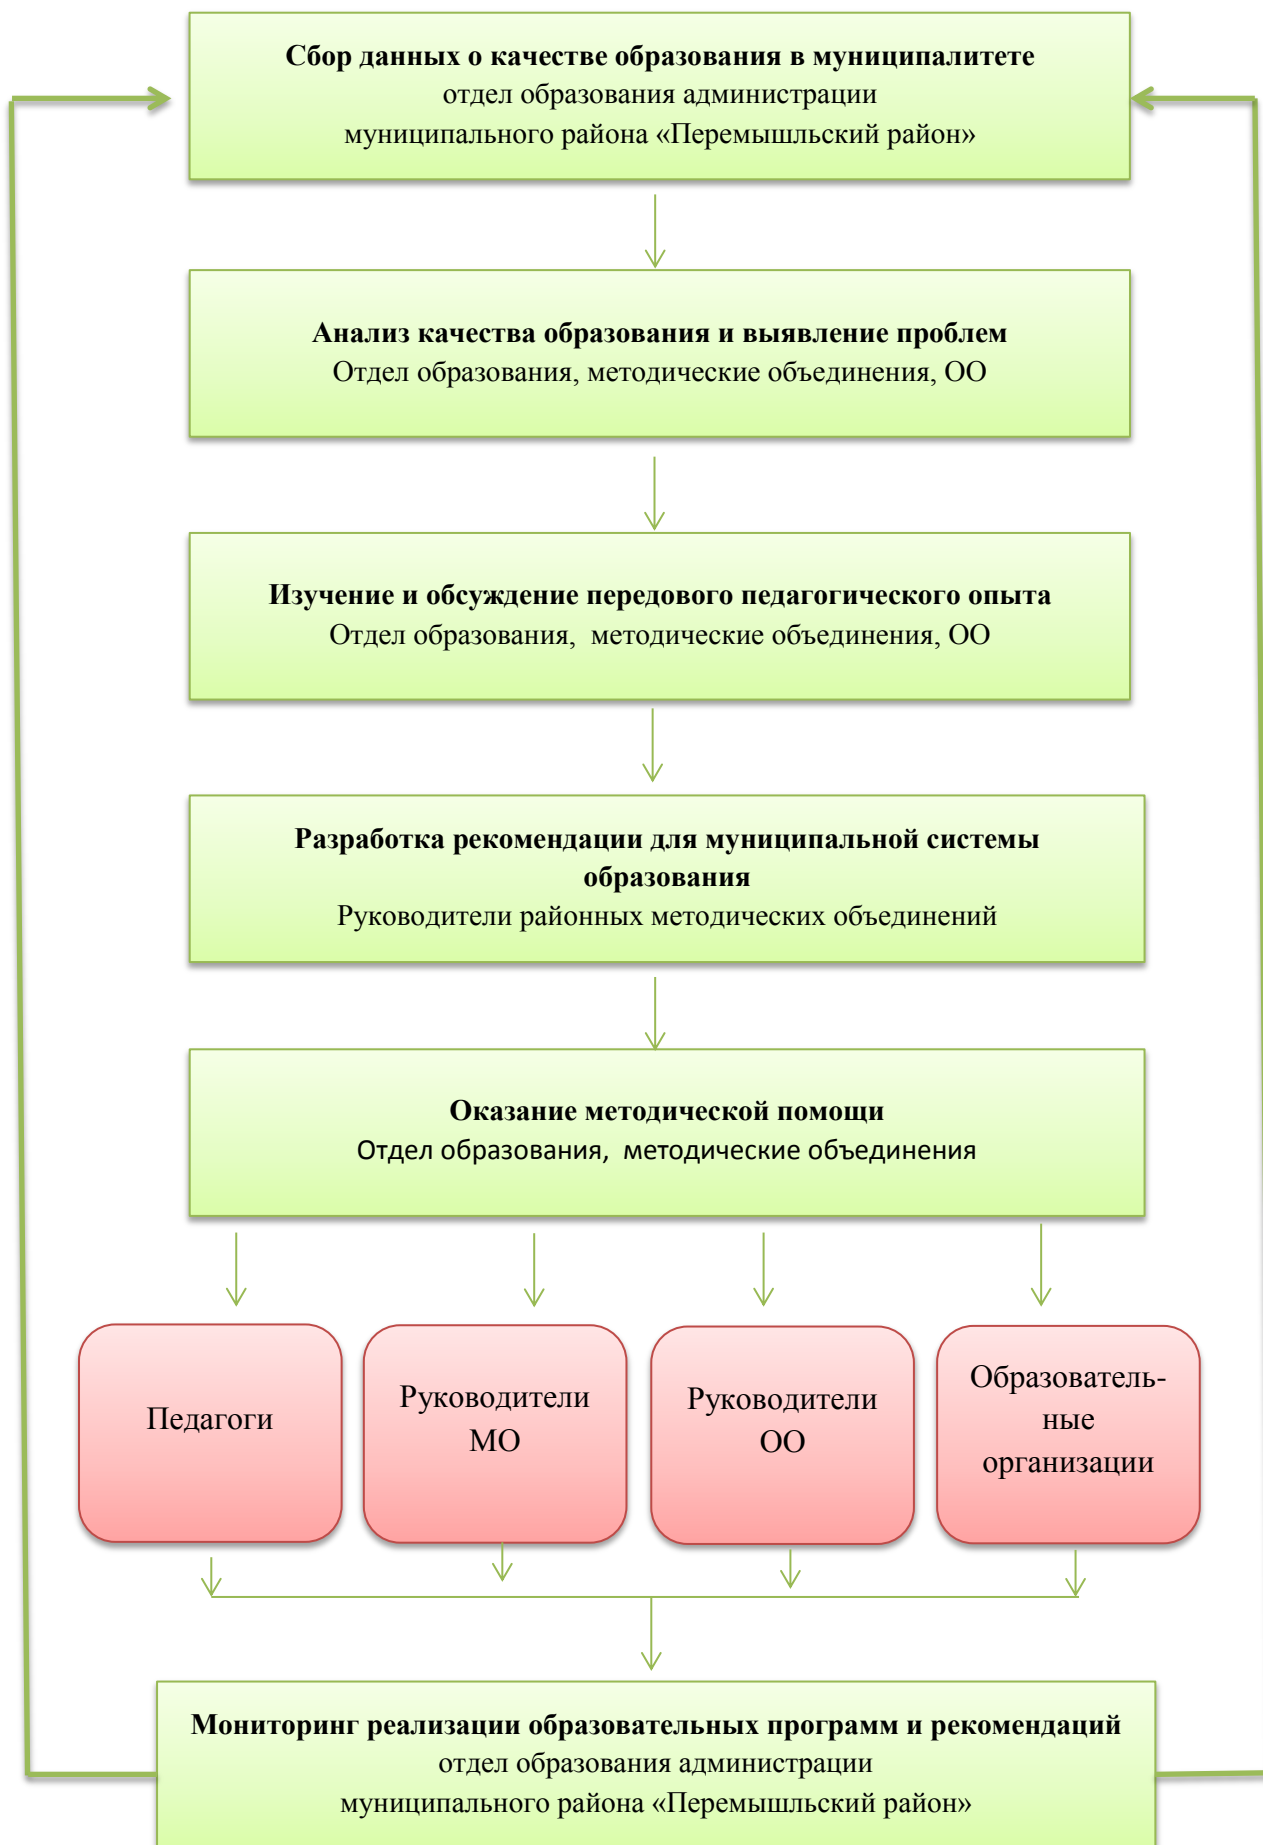 Сбор данных о качестве образования в муниципалитете
отдел образования администрации
муниципального района «Перемышльский район»
Анализ качества образования и выявление проблем
Отдел образования, методические объединения, ОО
Изучение и обсуждение передового педагогического опыта
Отдел образования,  методические объединения, ОО
Разработка рекомендации для муниципальной системы
образования
Руководители районных методических объединений
Оказание методической помощи
Отдел образования,  методические объединения
Педагоги
Руководители
МО
Руководители
ОО
Образователь-
ные
организации
Мониторинг реализации образовательных программ и рекомендаций
отдел образования администрации
муниципального района «Перемышльский район»